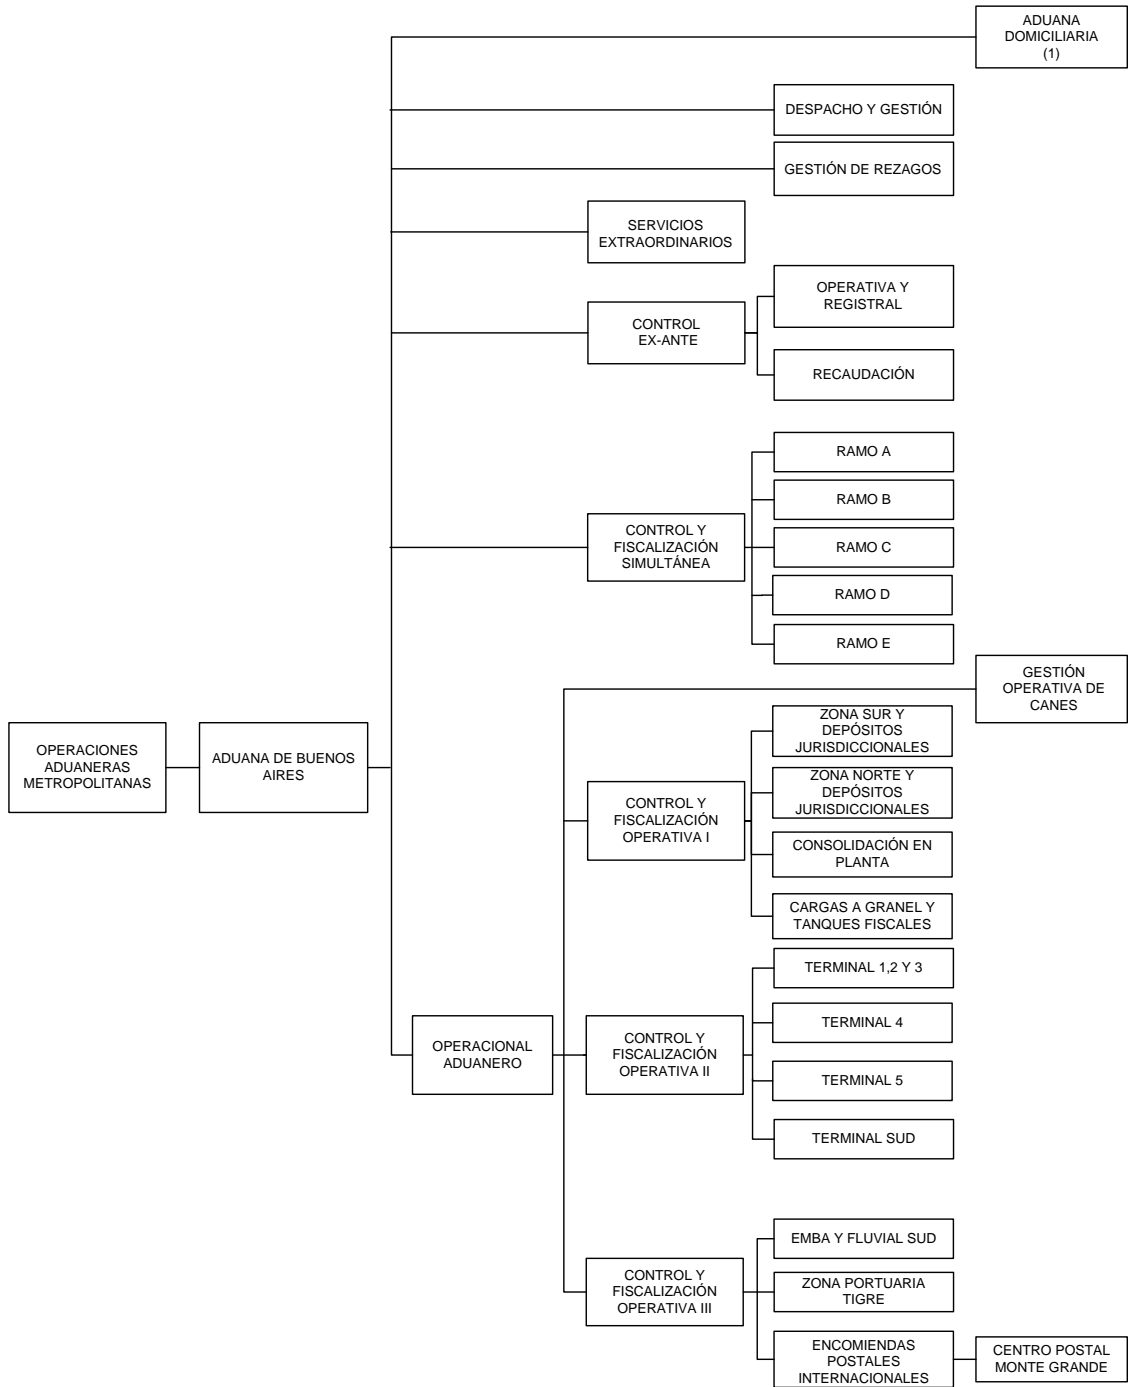 ADUANA
DOMICILIARIA
(1)
DESPACHO Y GESTIÓN
GESTIÓN DE REZAGOS
SERVICIOS
EXTRAORDINARIOS
OPERATIVA Y
REGISTRAL
CONTROL
EX-ANTE
RECAUDACIÓN
RAMO A
RAMO B
CONTROL Y
FISCALIZACIÓN
SIMULTÁNEA
RAMO C
RAMO D
RAMO E
GESTIÓN
OPERATIVA DE
CANES
OPERACIONES
ADUANERAS
METROPOLITANAS
ADUANA DE BUENOS
AIRES
ZONA SUR Y
DEPÓSITOS
JURISDICCIONALES
ZONA NORTE Y
DEPÓSITOS
JURISDICCIONALES
CONTROL Y
FISCALIZACIÓN
OPERATIVA I
CONSOLIDACIÓN EN
PLANTA
CARGAS A GRANEL Y
TANQUES FISCALES
TERMINAL 1,2 Y 3
TERMINAL 4
OPERACIONAL
ADUANERO
CONTROL Y
FISCALIZACIÓN
OPERATIVA II
TERMINAL 5
TERMINAL SUD
EMBA Y FLUVIAL SUD
CONTROL Y
FISCALIZACIÓN
OPERATIVA III
ZONA PORTUARIA
TIGRE
ENCOMIENDAS
POSTALES
INTERNACIONALES
CENTRO POSTAL
MONTE GRANDE